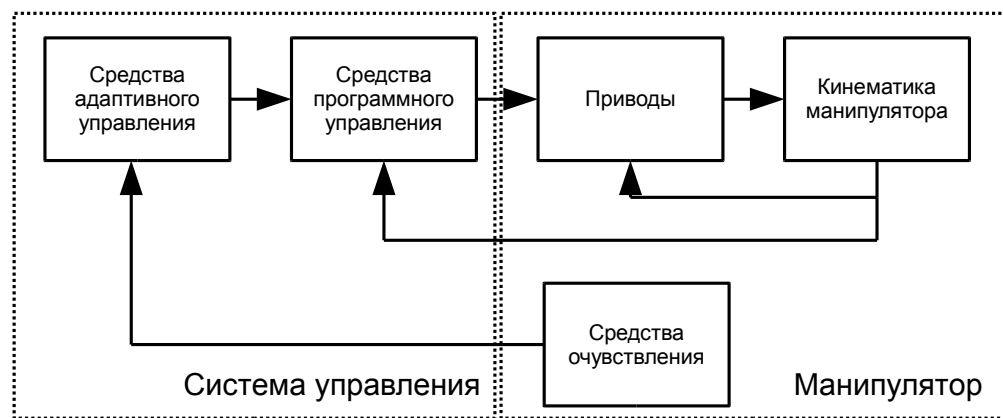 Средства
адаптивного
управления
Средства
программного
управления
Приводы
Кинематика
манипулятора
Средства
очувствления
Система управления
Манипулятор